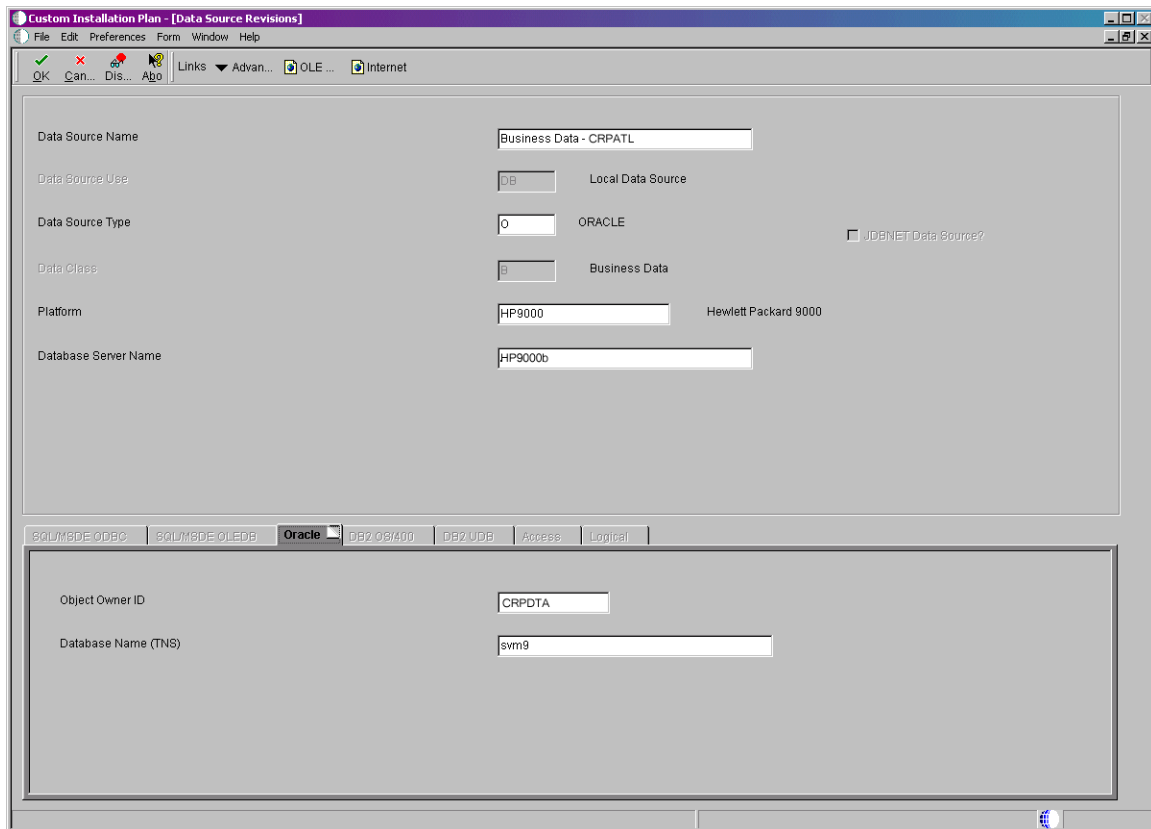 Custom Installation Plan - [Data Source Revisions]
File Edit Preferences Form Window Help
OK Can... Dis... Abo Links Advan... OLE ... Internet
Data Source Name Business Data - CRPATL
Data Source Use DB Local Data Source
Data Source Type O ORACLE
JDBNET Data Source?
Data Class B Business Data
Platform HP9000 Hewlett Packard 9000
Database Server Name HP9000b
SQL/MSDE ODBC SQL/MSDE OLEDB Oracle DB2 OS/400 DB2 UDB Access Logical
Object Owner ID CRPDTA
Database Name (TNS) svm9